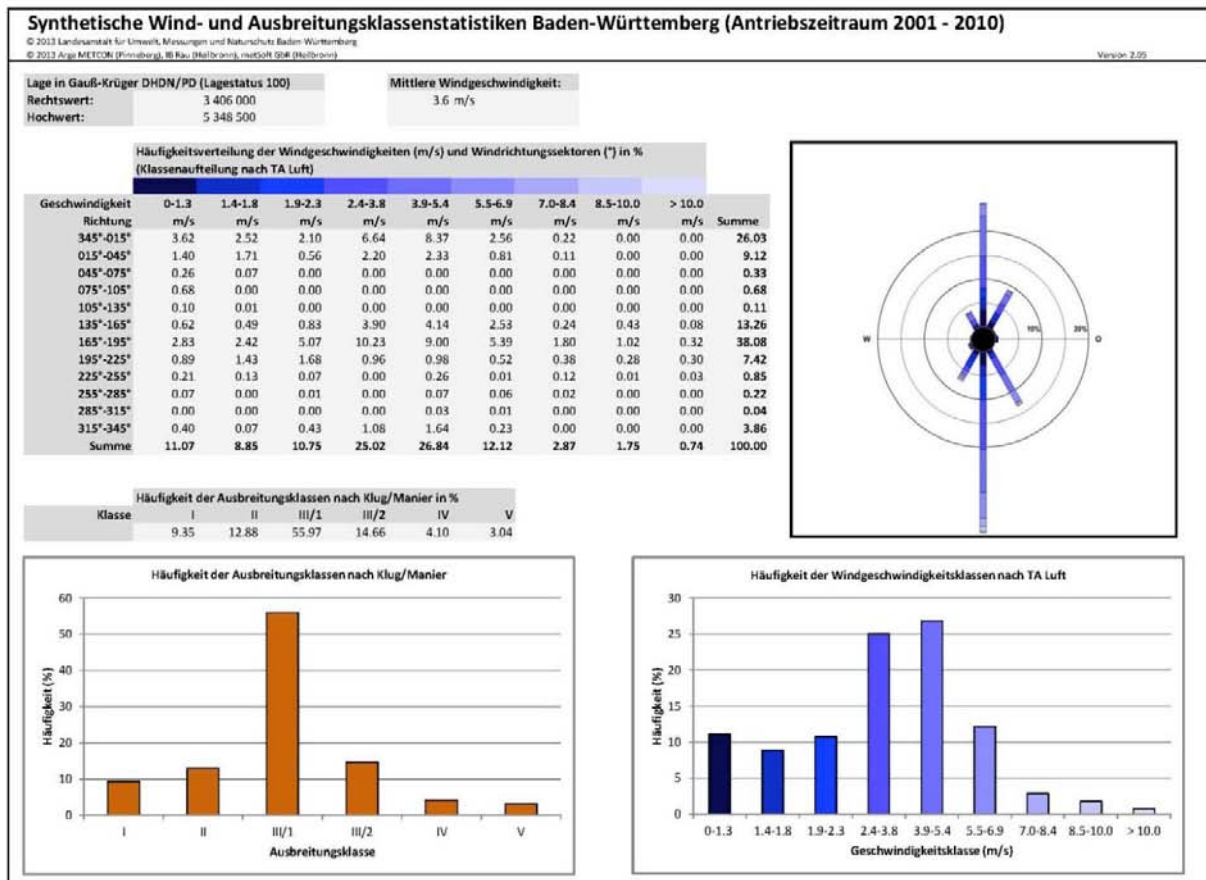 Synthetische Wind- und Ausbreitungsklassenstatistiken Baden-Württemberg (Antriebszeitraum 2001 - 2010)
© 2013 Landesanstalt für Umwelt, Messungen und Naturschutz Baden-Württemberg
© 2013 Arge METCON (Pinneberg), IB Rau (Heilbronn), metSoft GbR (Heilbronn) Version 2.05
Lage in Gauß-Krüger DHDN/PD (Lagestatus 100) Mittlere Windgeschwindigkeit:
Rechtswert: 3 406 000 3.6 m/s
Hochwert: 5 348 500
Häufigkeitsverteilung der Windgeschwindigkeiten (m/s) und Windrichtungssektoren (°) in %
(Klassenaufteilung nach TA Luft)
Geschwindigkeit 0-1.3 1.4-1.8 1.9-2.3 2.4-3.8 3.9-5.4 5.5-6.9 7.0-8.4 8.5-10.0 > 10.0
Richtung m/s m/s m/s m/s m/s m/s m/s m/s m/s Summe
345°-015° 3.62 2.52 2.10 6.64 8.37 2.56 0.22 0.00 0.00 26.03
015°-045° 1.40 1.71 0.56 2.20 2.33 0.81 0.11 0.00 0.00 9.12
045°-075° 0.26 0.07 0.00 0.00 0.00 0.00 0.00 0.00 0.00 0.33
075°-105° 0.68 0.00 0.00 0.00 0.00 0.00 0.00 0.00 0.00 0.68
105°-135° 0.10 0.01 0.00 0.00 0.00 0.00 0.00 0.00 0.00 0.11
135°-165° 0.62 0.49 0.83 3.90 4.14 2.53 0.24 0.43 0.08 13.26
165°-195° 2.83 2.42 5.07 10.23 9.00 5.39 1.80 1.02 0.32 38.08
195°-225° 0.89 1.43 1.68 0.96 0.98 0.52 0.38 0.28 0.30 7.42
225°-255° 0.21 0.13 0.07 0.00 0.26 0.01 0.12 0.01 0.03 0.85
255°-285° 0.07 0.00 0.01 0.00 0.07 0.06 0.02 0.00 0.00 0.22
285°-315° 0.00 0.00 0.00 0.00 0.03 0.01 0.00 0.00 0.00 0.04
315°-345° 0.40 0.07 0.43 1.08 1.64 0.23 0.00 0.00 0.00 3.86
Summe 11.07 8.85 10.75 25.02 26.84 12.12 2.87 1.75 0.74 100.00
W 10% 20% O
Häufigkeit der Ausbreitungsklassen nach Klug/Manier in %
Klasse I II III/1 III/2 IV V
9.35 12.88 55.97 14.66 4.10 3.04
Häufigkeit der Ausbreitungsklassen nach Klug/Manier
Häufigkeit (%)
60
50
40
30
20
10
0
I II III/1 III/2 IV V
Ausbreitungsklasse
Häufigkeit der Windgeschwindigkeitsklassen nach TA Luft
Häufigkeit (%)
30
25
20
15
10
5
0
0-1.3 1.4-1.8 1.9-2.3 2.4-3.8 3.9-5.4 5.5-6.9 7.0-8.4 8.5-10.0 > 10.0
Geschwindigkeitsklasse (m/s)